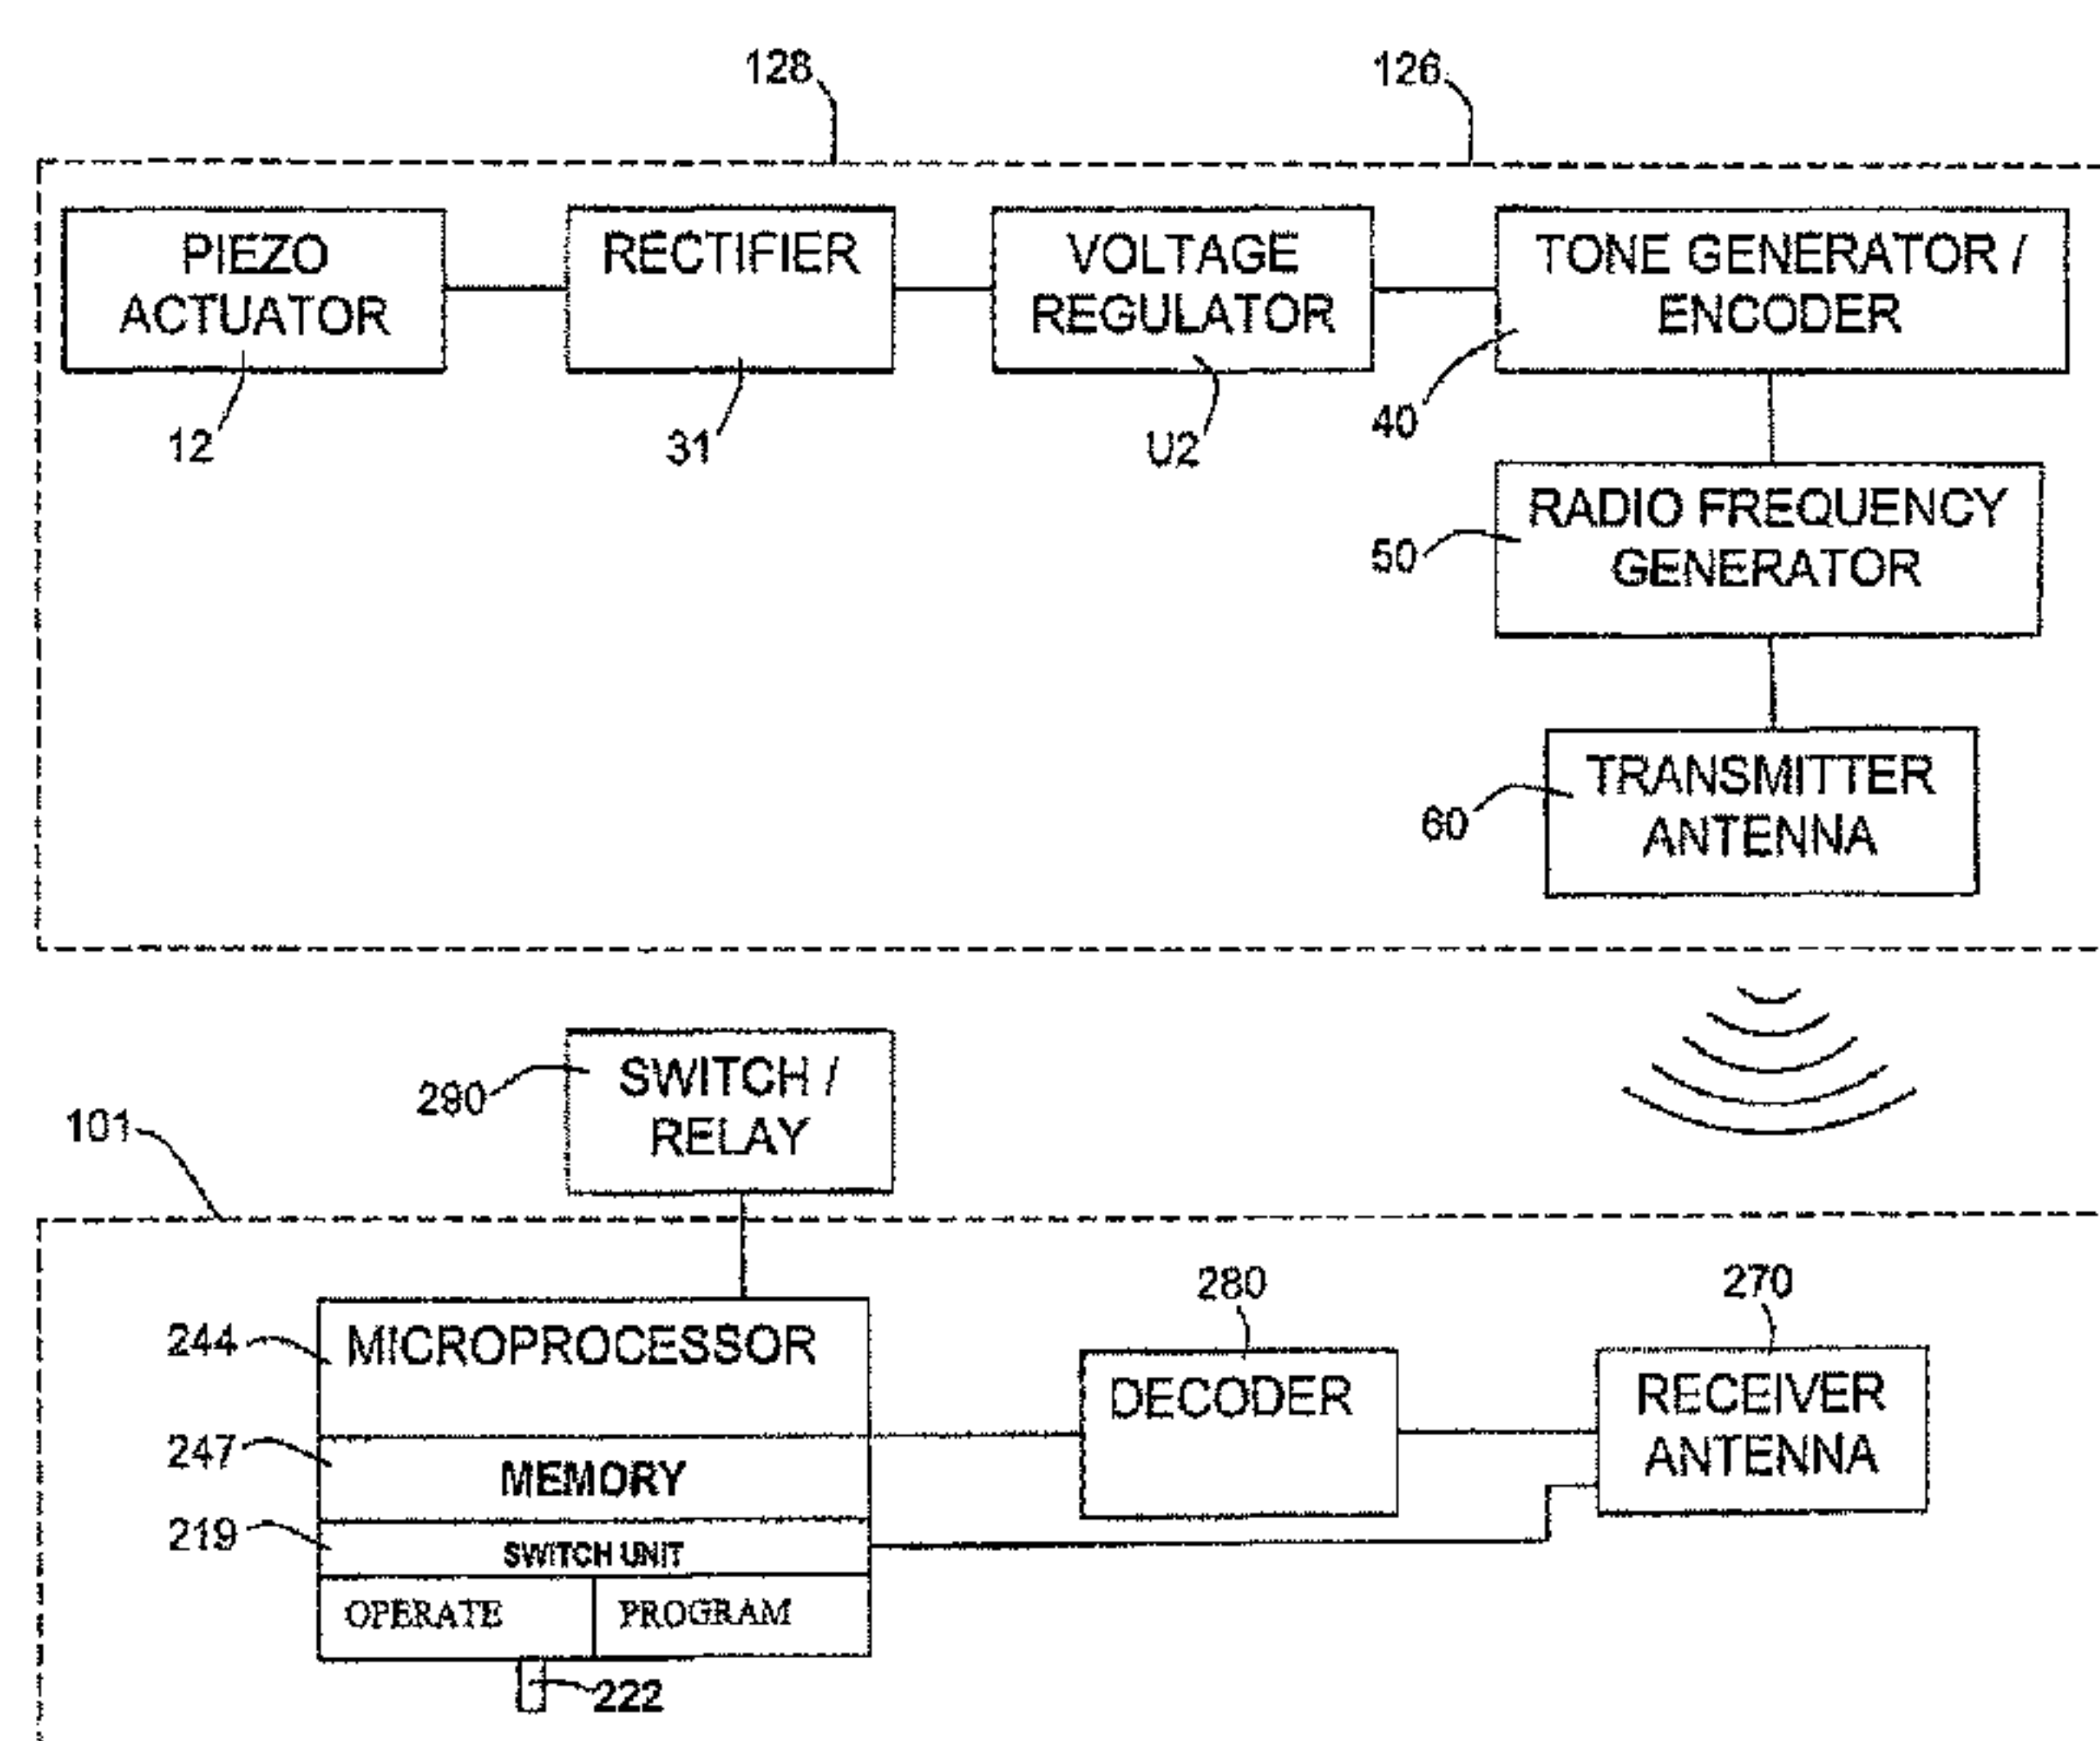 128
126
PIEZO
ACTUATOR
RECTIFIER
VOLTAGE
REGULATOR
TONE GENERATOR /
ENCODER
12
31
U2
40
RADIO FREQUENCY
GENERATOR
50
TRANSMITTER
ANTENNA
60
SWITCH /
RELAY
290
101
244
MICROPROCESSOR
280
DECODER
270
RECEIVER
ANTENNA
247
MEMORY
219
SWITCH UNIT
OPERATE
PROGRAM
222